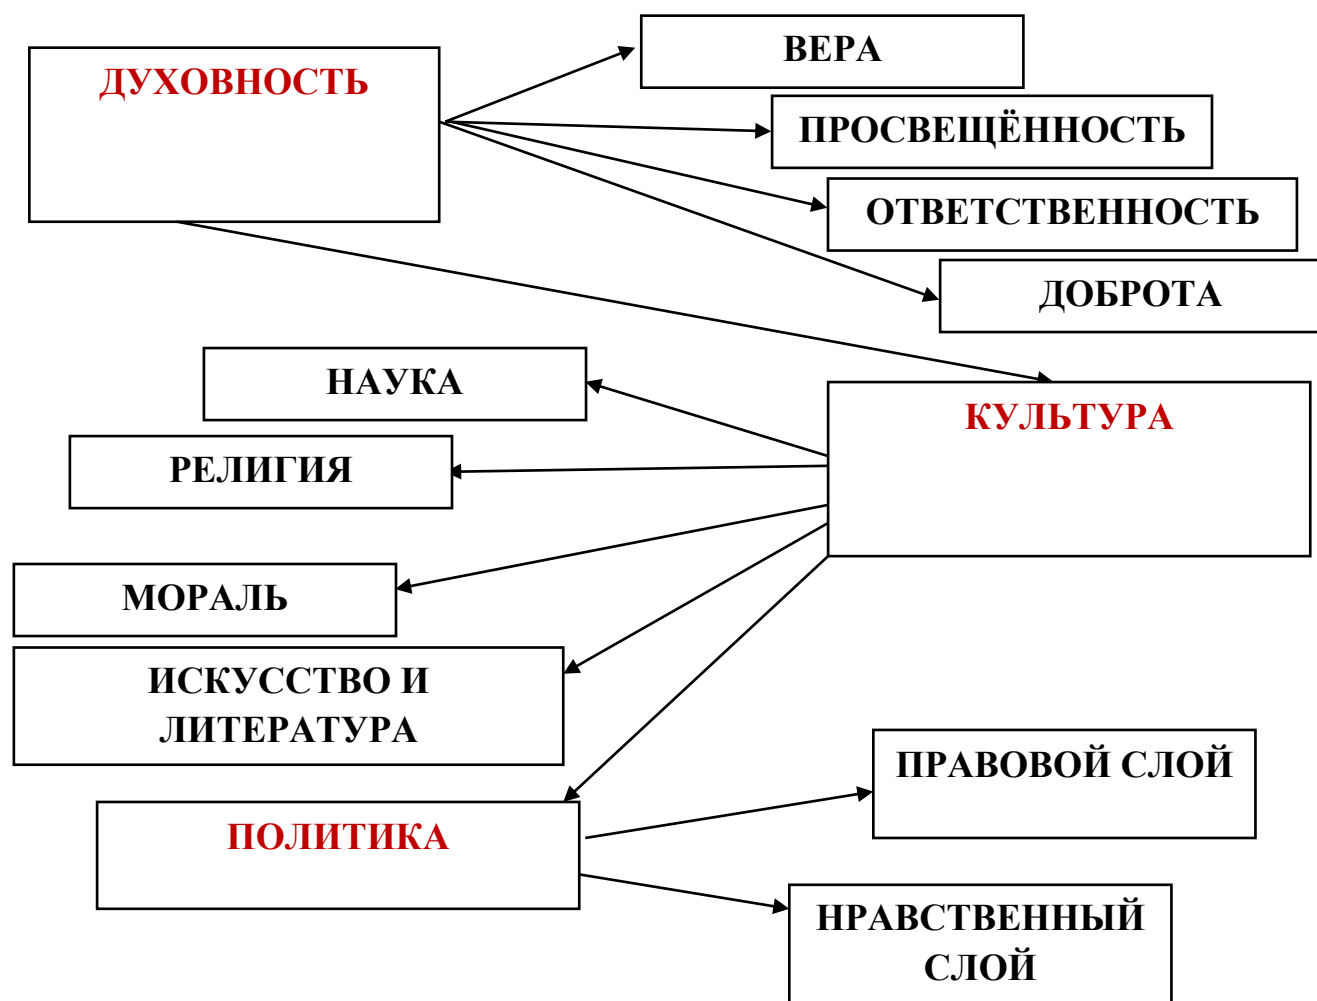 ВЕРА
ДУХОВНОСТЬ
ПРОСВЕЩЁННОСТЬ
ОТВЕТСТВЕННОСТЬ
ДОБРОТА
НАУКА
КУЛЬТУРА
РЕЛИГИЯ
МОРАЛЬ
ИСКУССТВО И
ЛИТЕРАТУРА
ПРАВОВОЙ СЛОЙ
ПОЛИТИКА
НРАВСТВЕННЫЙ
СЛОЙ